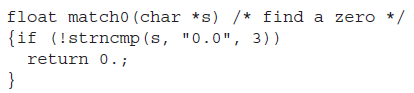 float match0(char *s) /* find a zero */
{if (!strncmp(s, "0.0", 3))
  return 0.;
}